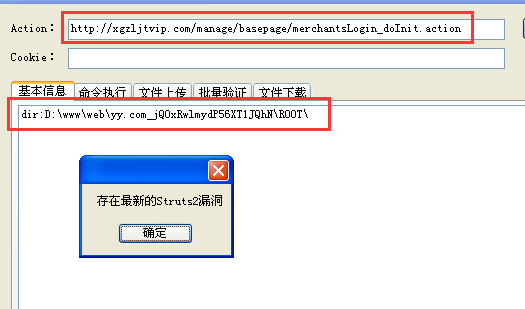 Action： http://xgzljtvip.com/manage/basepage/merchantsLogin_doInit.action
Cookie：
基本信息 命令执行 文件上传 批量验证 文件下载
dir:D:\www\web\yy.com_jQOxRwlmydP56XT1JQhN\ROOT\
存在最新的Struts2漏洞
确定